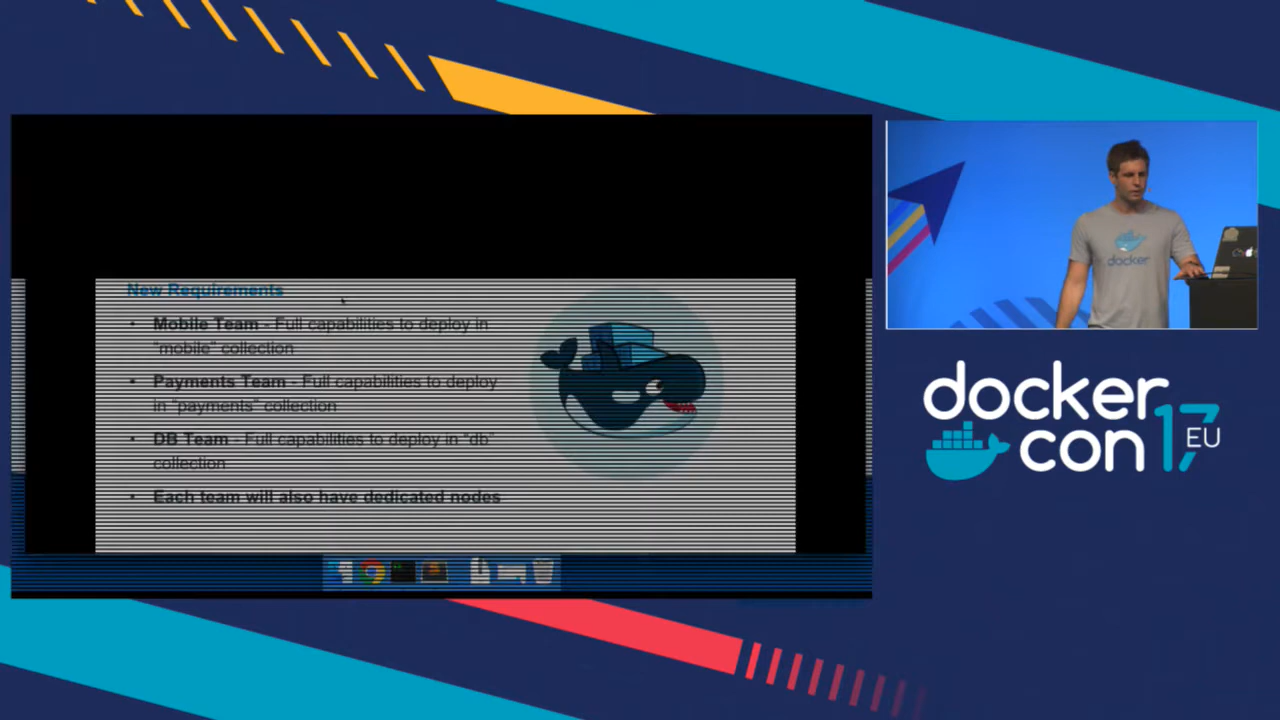 New Requirements
• Mobile Team - Full capabilities to deploy in
"mobile" collection
• Payments Team - Full capabilities to deploy
in "payments" collection
• DB Team - Full capabilities to deploy in "db"
collection
• Each team will also have dedicated nodes
docker
docker
con 17 EU